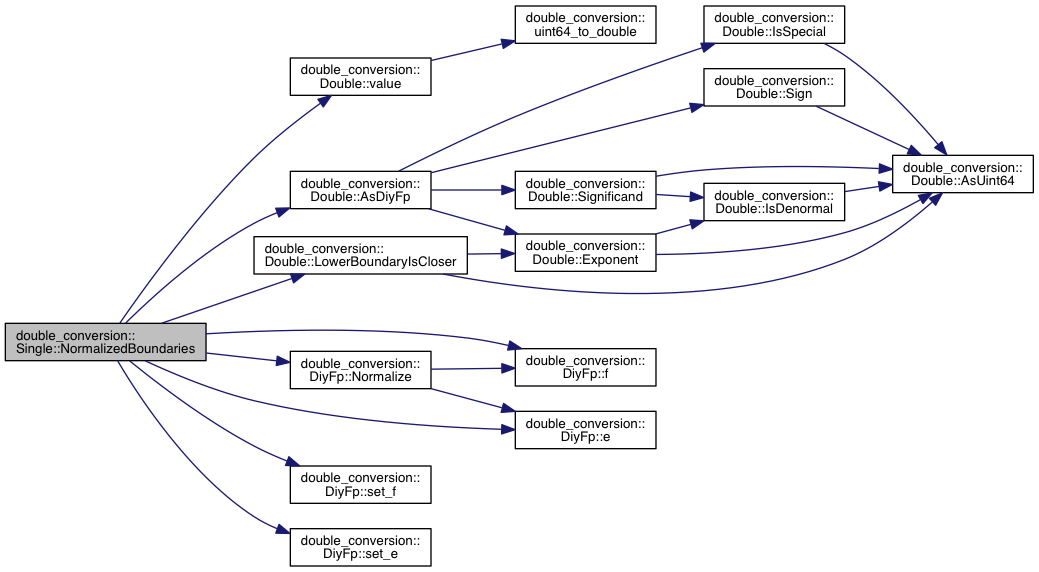 double_conversion::
uint64_to_double
double_conversion::
Double::IsSpecial
double_conversion::
Double::value
double_conversion::
Double::Sign
double_conversion::
Double::AsUint64
double_conversion::
Double::AsDiyFp
double_conversion::
Double::Significand
double_conversion::
Double::IsDenormal
double_conversion::
Double::LowerBoundaryIsCloser
double_conversion::
Double::Exponent
double_conversion::
Single::NormalizedBoundaries
double_conversion::
DiyFp::Normalize
double_conversion::
DiyFp::f
double_conversion::
DiyFp::e
double_conversion::
DiyFp::set_f
double_conversion::
DiyFp::set_e